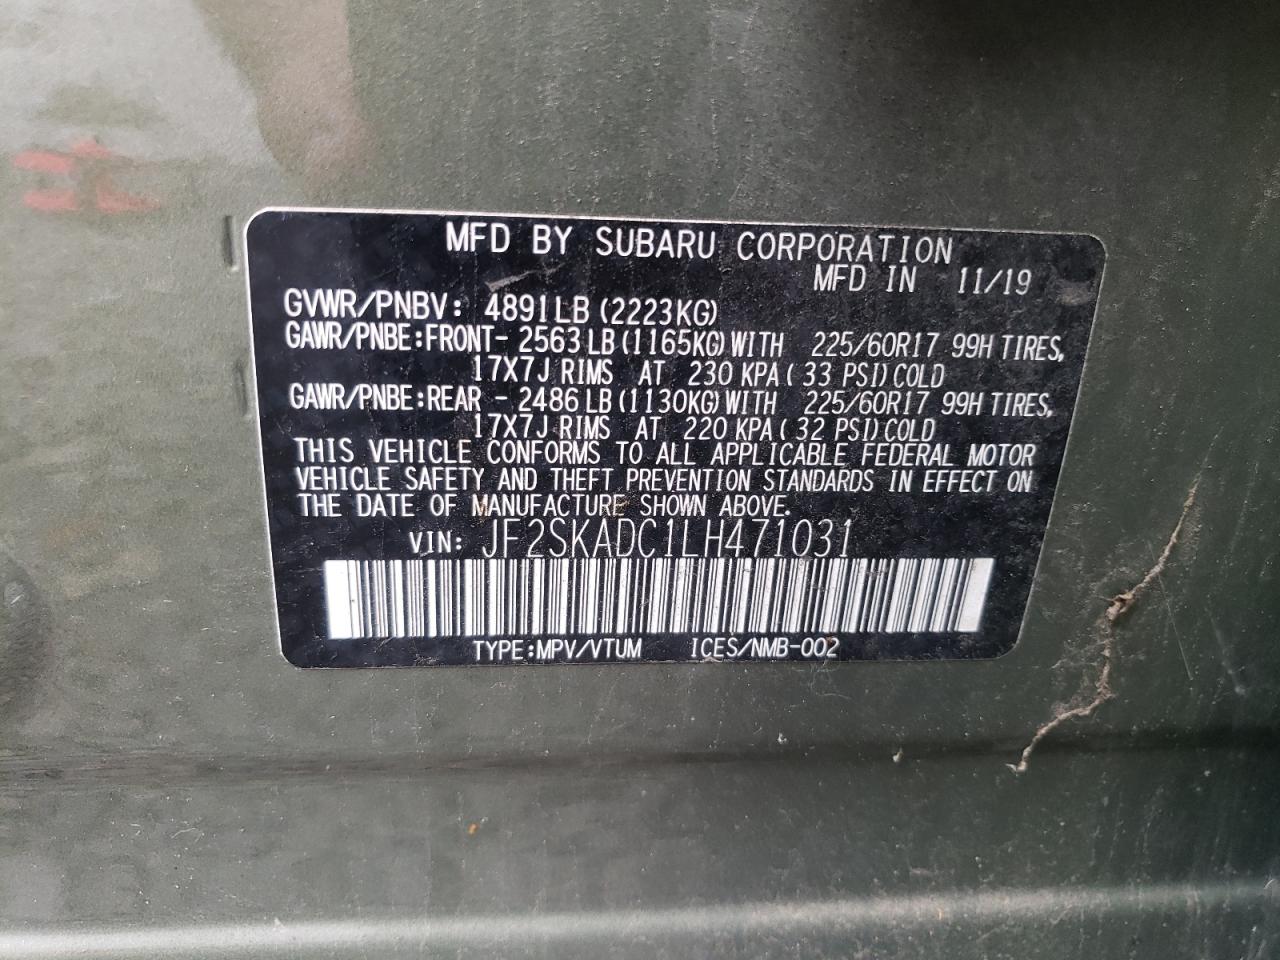 MFD BY SUBARU CORPORATION
MFD IN 11/19
GVWR/PNBV: 4891LB (2223KG)
GAWR/PNBE:FRONT- 2563 LB (1165KG) WITH 225/60R17 99H TIRES,
17X7J RIMS AT 230 KPA ( 33 PSI) COLD
GAWR/PNBE:REAR - 2486 LB (1130KG) WITH 225/60R17 99H TIRES,
17X7J RIMS AT 220 KPA ( 32 PSI) COLD
THIS VEHICLE CONFORMS TO ALL APPLICABLE FEDERAL MOTOR
VEHICLE SAFETY AND THEFT PREVENTION STANDARDS IN EFFECT ON
THE DATE OF MANUFACTURE SHOWN ABOVE.
VIN: JF2SKADC1LH471031
TYPE:MPV/VTUM ICES/NMB-002